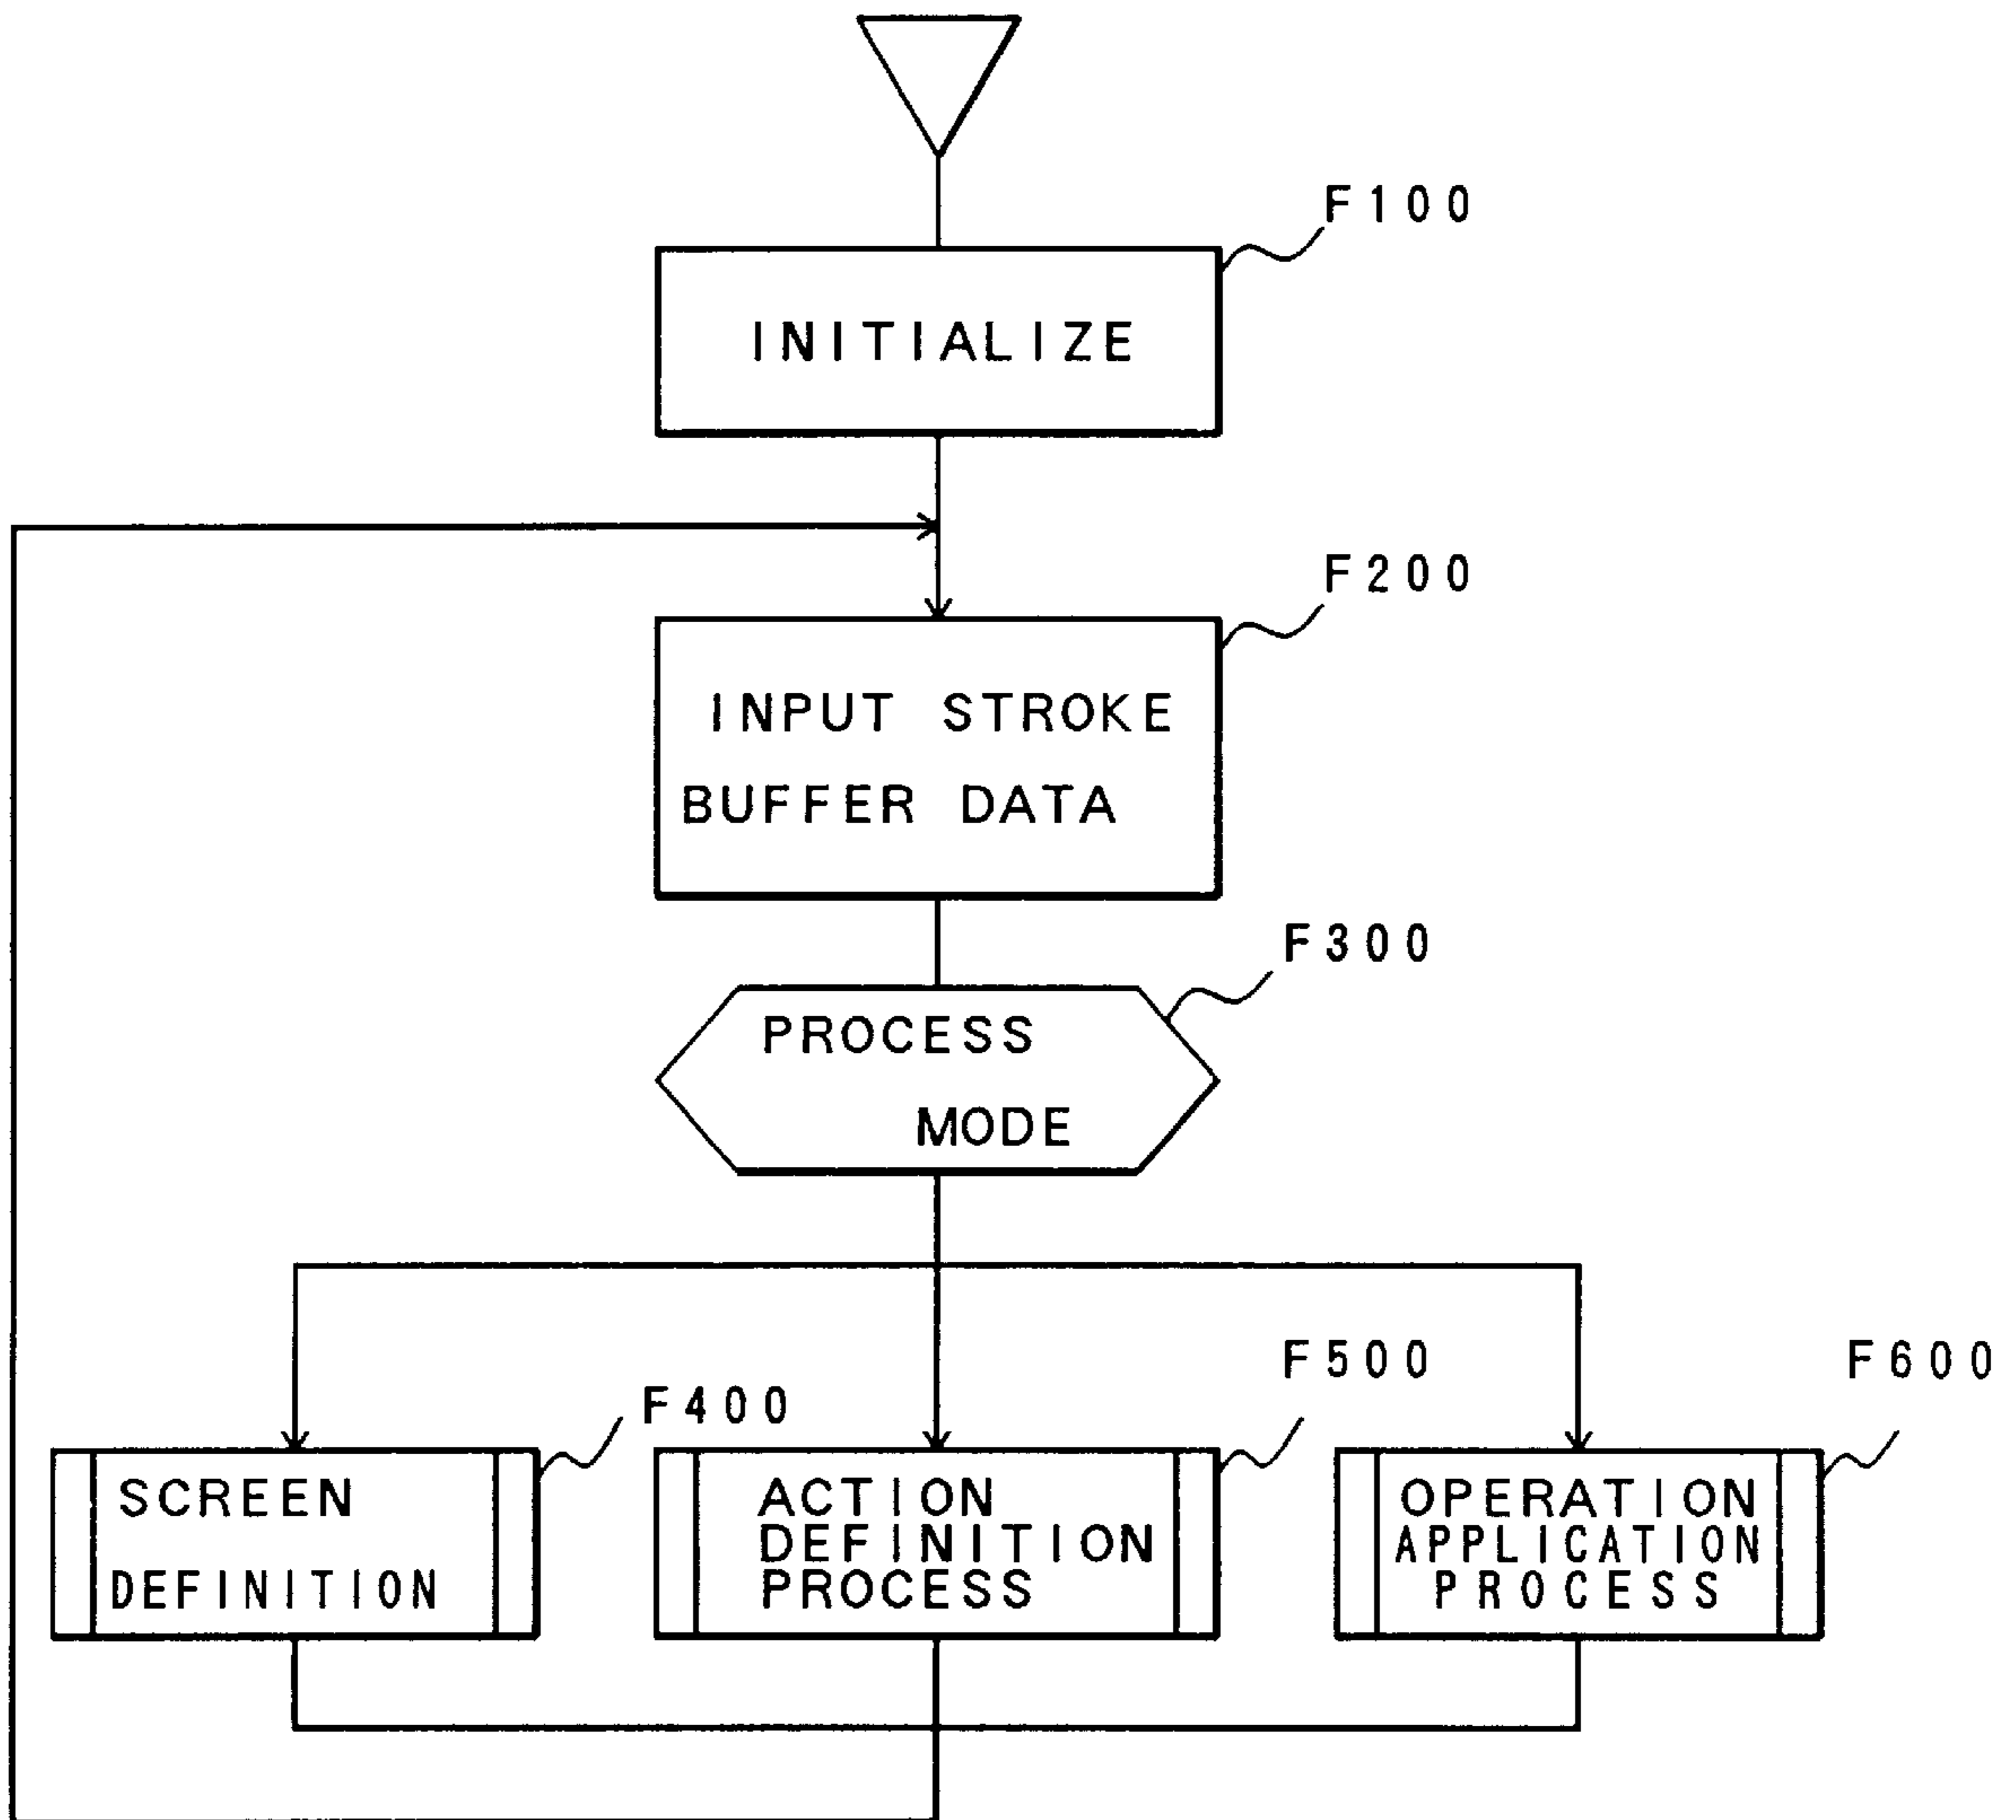 F100
INITIALIZE
F200
INPUT STROKE
BUFFER DATA
F300
PROCESS
MODE
F400
SCREEN
DEFINITION
F500
ACTION
DEFINITION
PROCESS
F600
OPERATION
APPLICATION
PROCESS